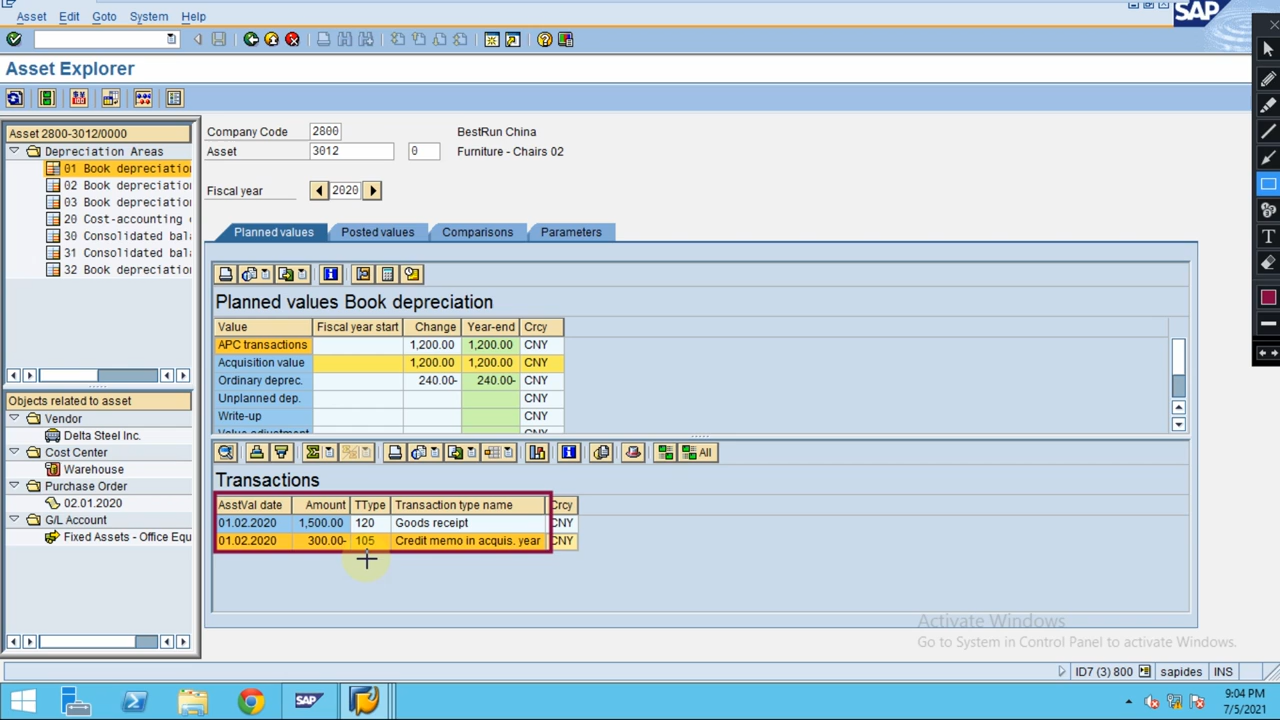 Asset Edit Goto System Help
SAP
Asset Explorer
Asset 2800-3012/0000
Depreciation Areas
01 Book depreciatio
02 Book depreciatio
03 Book depreciatio
20 Cost-accounting
30 Consolidated bal
31 Consolidated bal
32 Book depreciatio
Objects related to asset
Vendor
Delta Steel Inc.
Cost Center
Warehouse
Purchase Order
02.01.2020
G/L Account
Fixed Assets - Office Equ
Company Code 2800 BestRun China
Asset 3012 0 Furniture - Chairs 02
Fiscal year 2020
Planned values Posted values Comparisons Parameters
Planned values Book depreciation
Value Fiscal year start Change Year-end Crcy
APC transactions 1,200.00 1,200.00 CNY
Acquisition value 1,200.00 1,200.00 CNY
Ordinary deprec. 240.00- 240.00- CNY
Unplanned dep. CNY
Write-up CNY
Value adjustment CNY
All
Transactions
AsstVal date Amount TType Transaction type name Crcy
01.02.2020 1,500.00 120 Goods receipt CNY
01.02.2020 300.00- 105 Credit memo in acquis. year CNY
Activate Windows
Go to System in Control Panel to activate Windows.
ID7 (3) 800 sapides INS
SAP
9:04 PM
7/5/2021
T